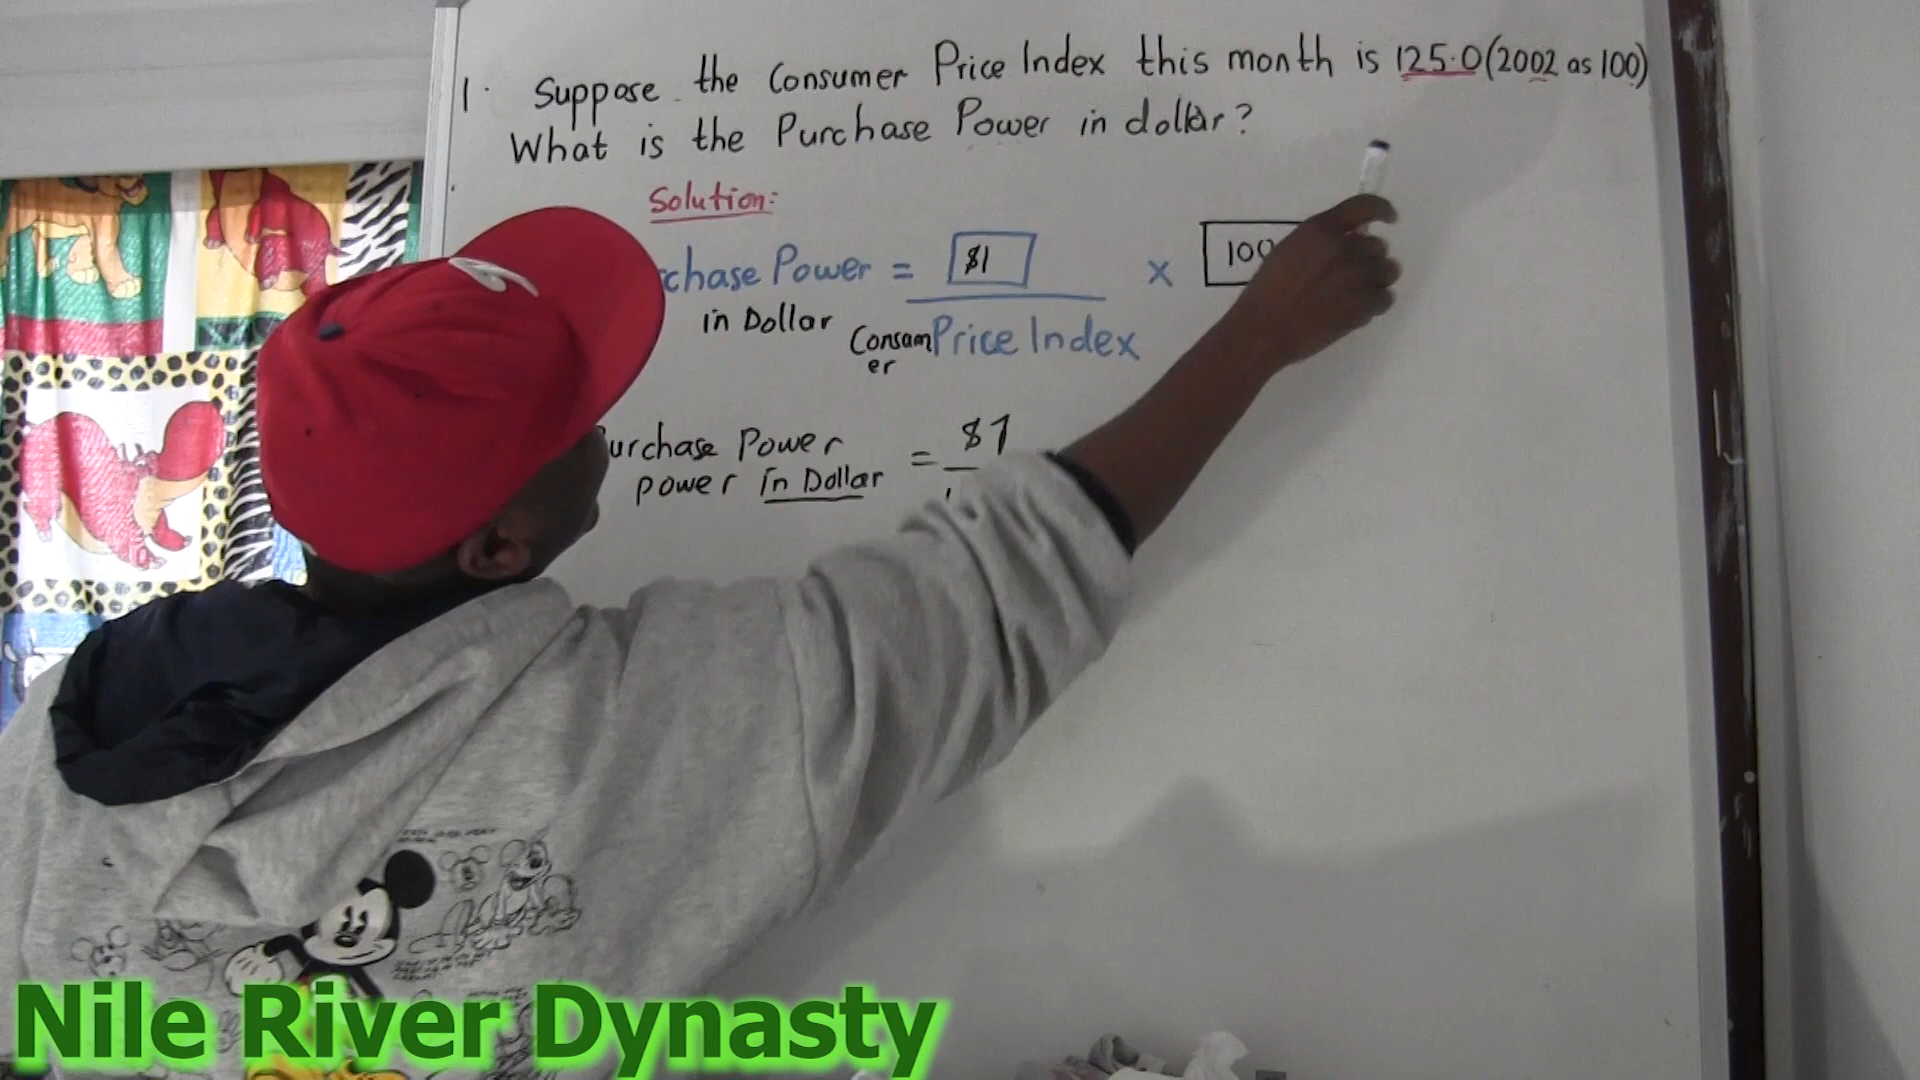 1. Suppose the Consumer Price Index this month is 125.0 (2002 as 100)
What is the Purchase Power in dollar?
Solution:
chase Power = $1 x 100
in Dollar Consumer Price Index
urchase Power = $1
power in Dollar
Nile River Dynasty